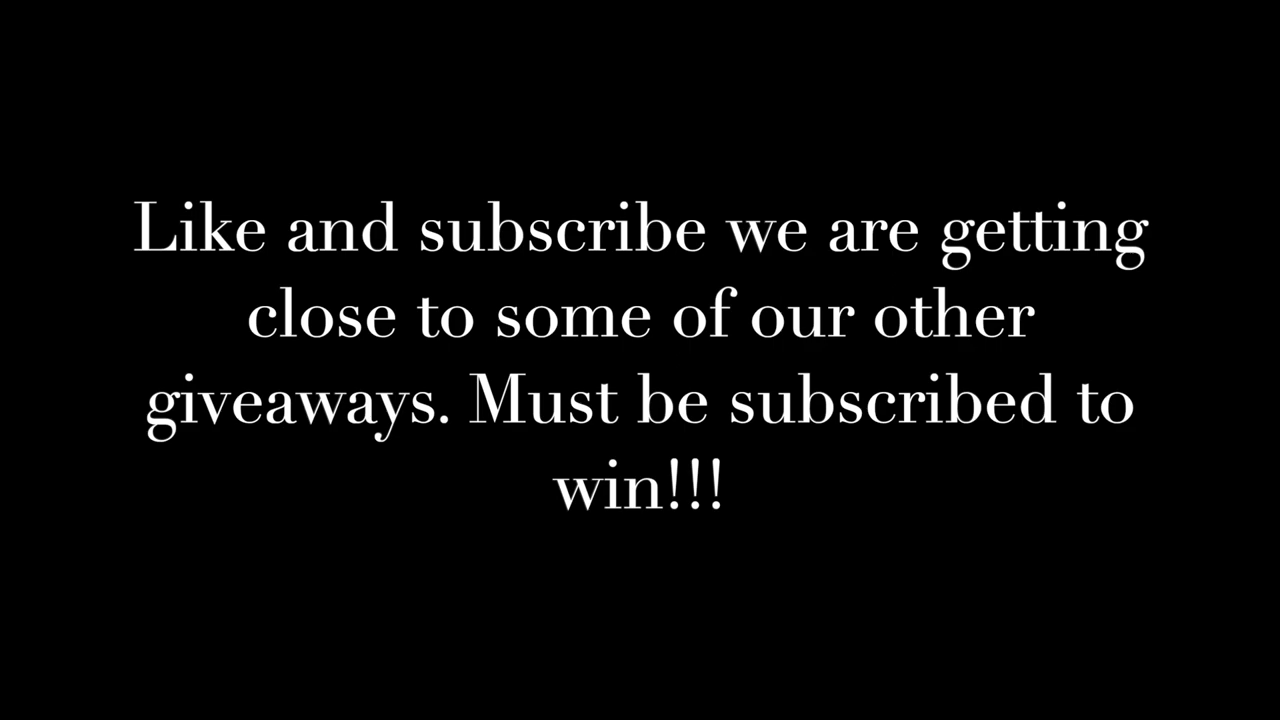 Like and subscribe we are getting
close to some of our other
giveaways. Must be subscribed to
win!!!